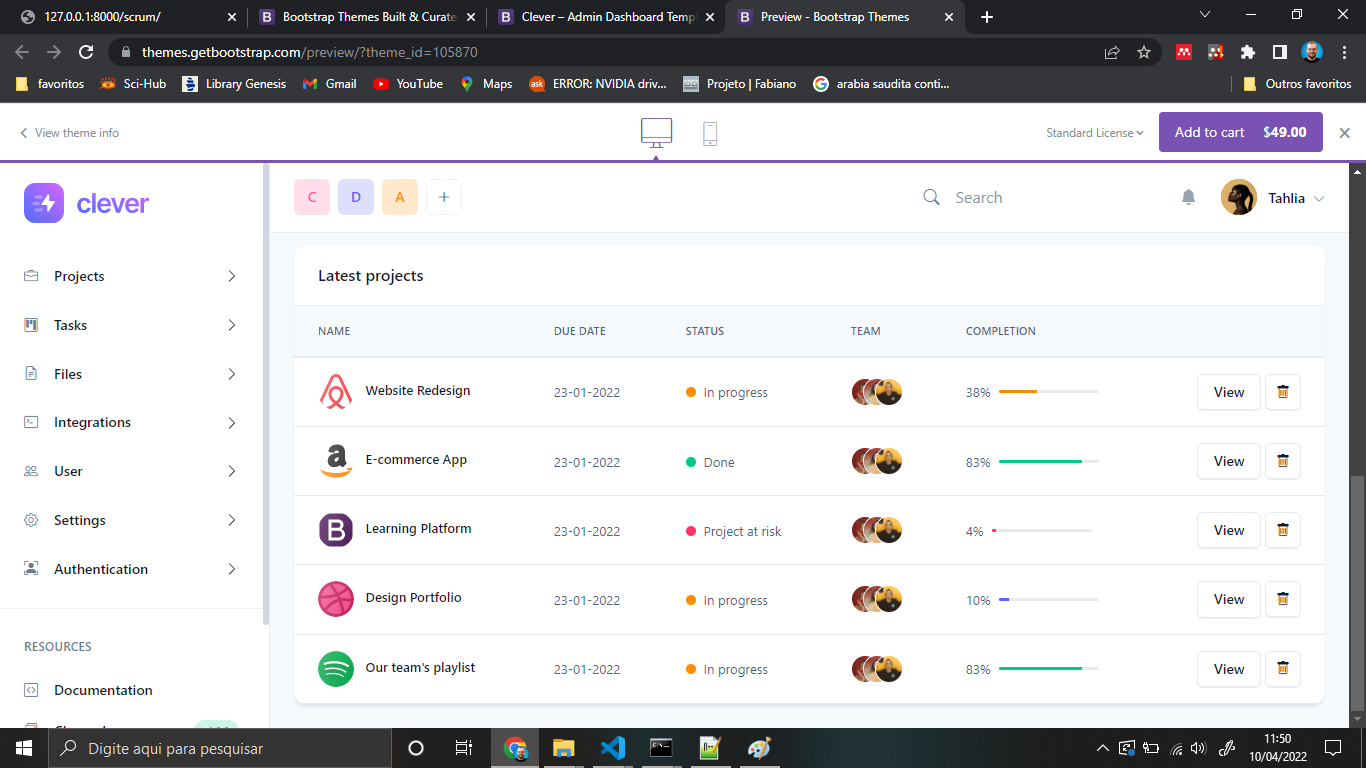 127.0.0.1:8000/scrum/
Bootstrap Themes Built & Curate
Clever – Admin Dashboard Templ
Preview - Bootstrap Themes
themes.getbootstrap.com/preview/?theme_id=105870
favoritos
Sci-Hub
Library Genesis
Gmail
YouTube
Maps
ask
ERROR: NVIDIA driv...
Projeto | Fabiano
arabia saudita conti...
Outros favoritos
View theme info
Standard License
Add to cart $49.00
clever
C
D
A
Search
Tahlia
Projects
Tasks
Files
Integrations
User
Settings
Authentication
RESOURCES
Documentation
Latest projects
NAME DUE DATE STATUS TEAM COMPLETION
Website Redesign 23-01-2022 In progress 38% View
E-commerce App 23-01-2022 Done 83% View
Learning Platform 23-01-2022 Project at risk 4% View
Design Portfolio 23-01-2022 In progress 10% View
Our team's playlist 23-01-2022 In progress 83% View
Digite aqui para pesquisar
11:50
10/04/2022